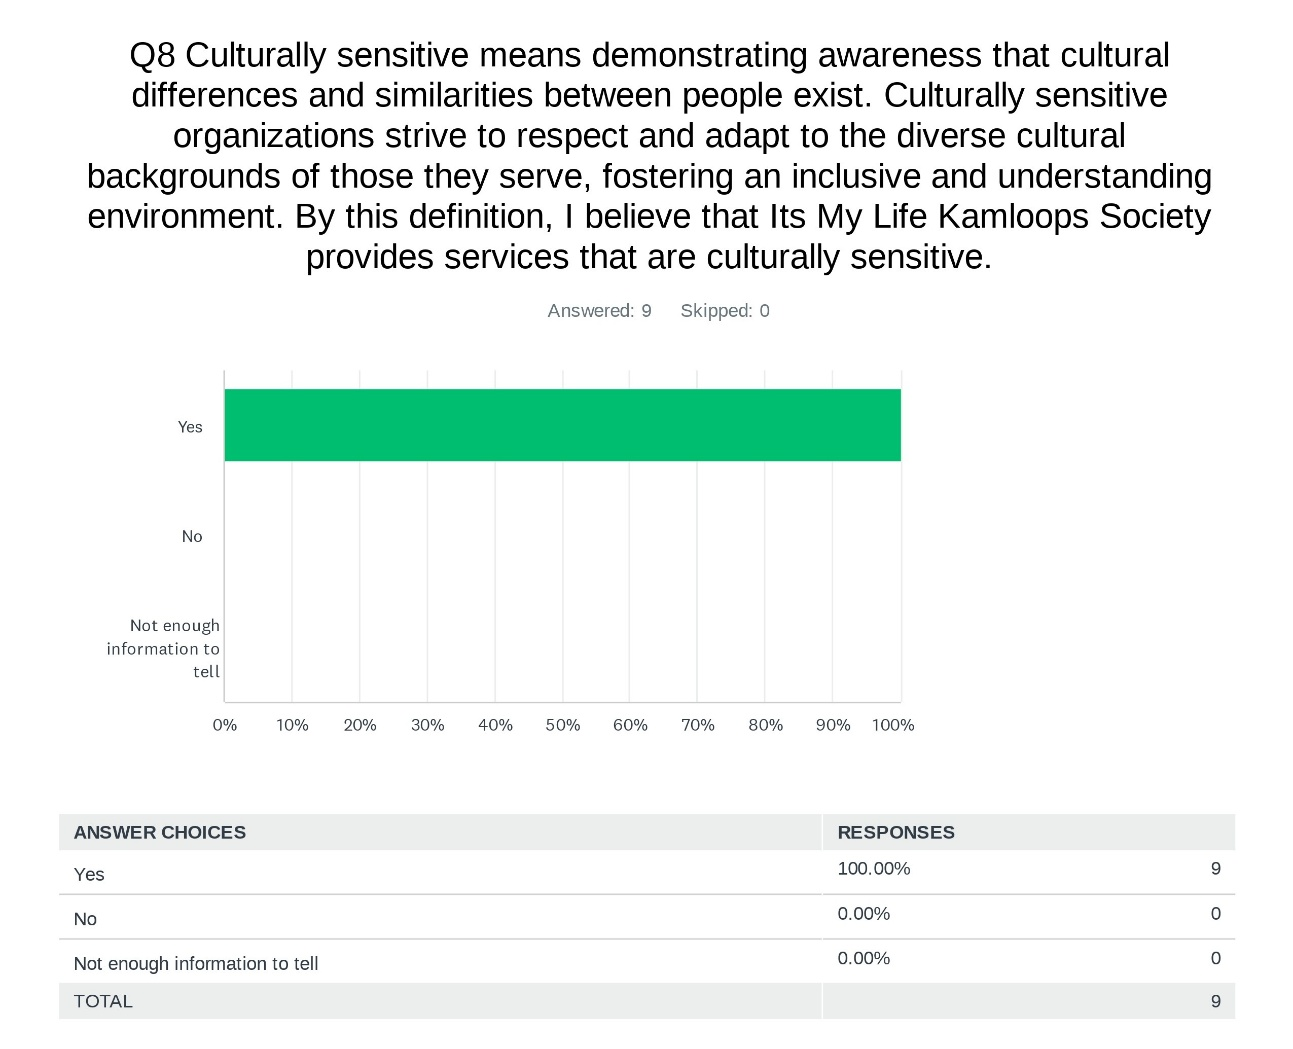 Q8 Culturally sensitive means demonstrating awareness that cultural
differences and similarities between people exist. Culturally sensitive
organizations strive to respect and adapt to the diverse cultural
backgrounds of those they serve, fostering an inclusive and understanding
environment. By this definition, I believe that Its My Life Kamloops Society
provides services that are culturally sensitive.
Answered: 9 Skipped: 0
Yes
No
Not enough
information to
tell
0% 10% 20% 30% 40% 50% 60% 70% 80% 90% 100%
ANSWER CHOICES RESPONSES
Yes 100.00% 9
No 0.00% 0
Not enough information to tell 0.00% 0
TOTAL 9